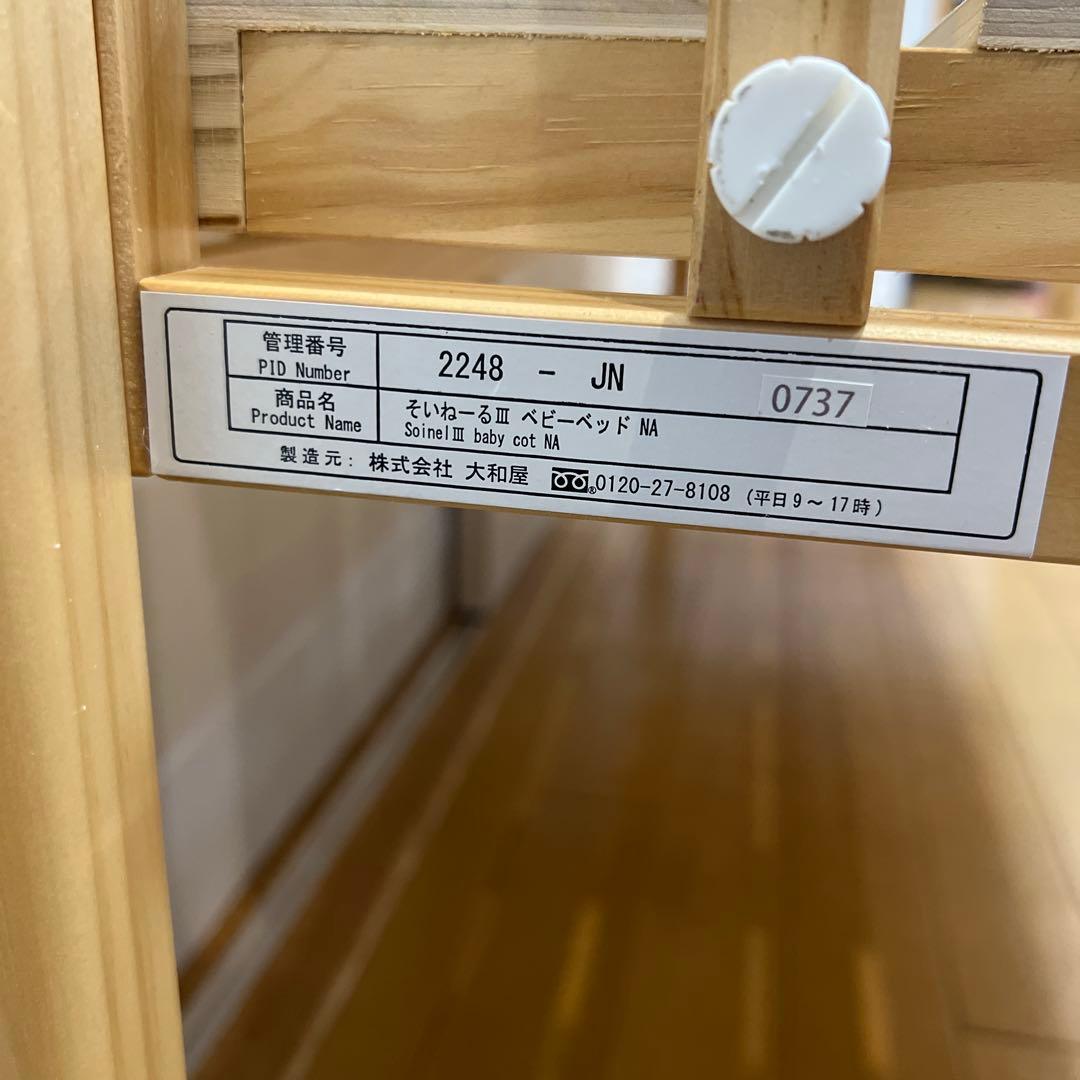 管理番号
PID Number
2248 - JN
0737
商品名
Product Name
そいねーるⅢ ベビーベッド NA
SoinelⅢ baby cot NA
製造元: 株式会社 大和屋 ®0120-27-8108 (平日9～17時)